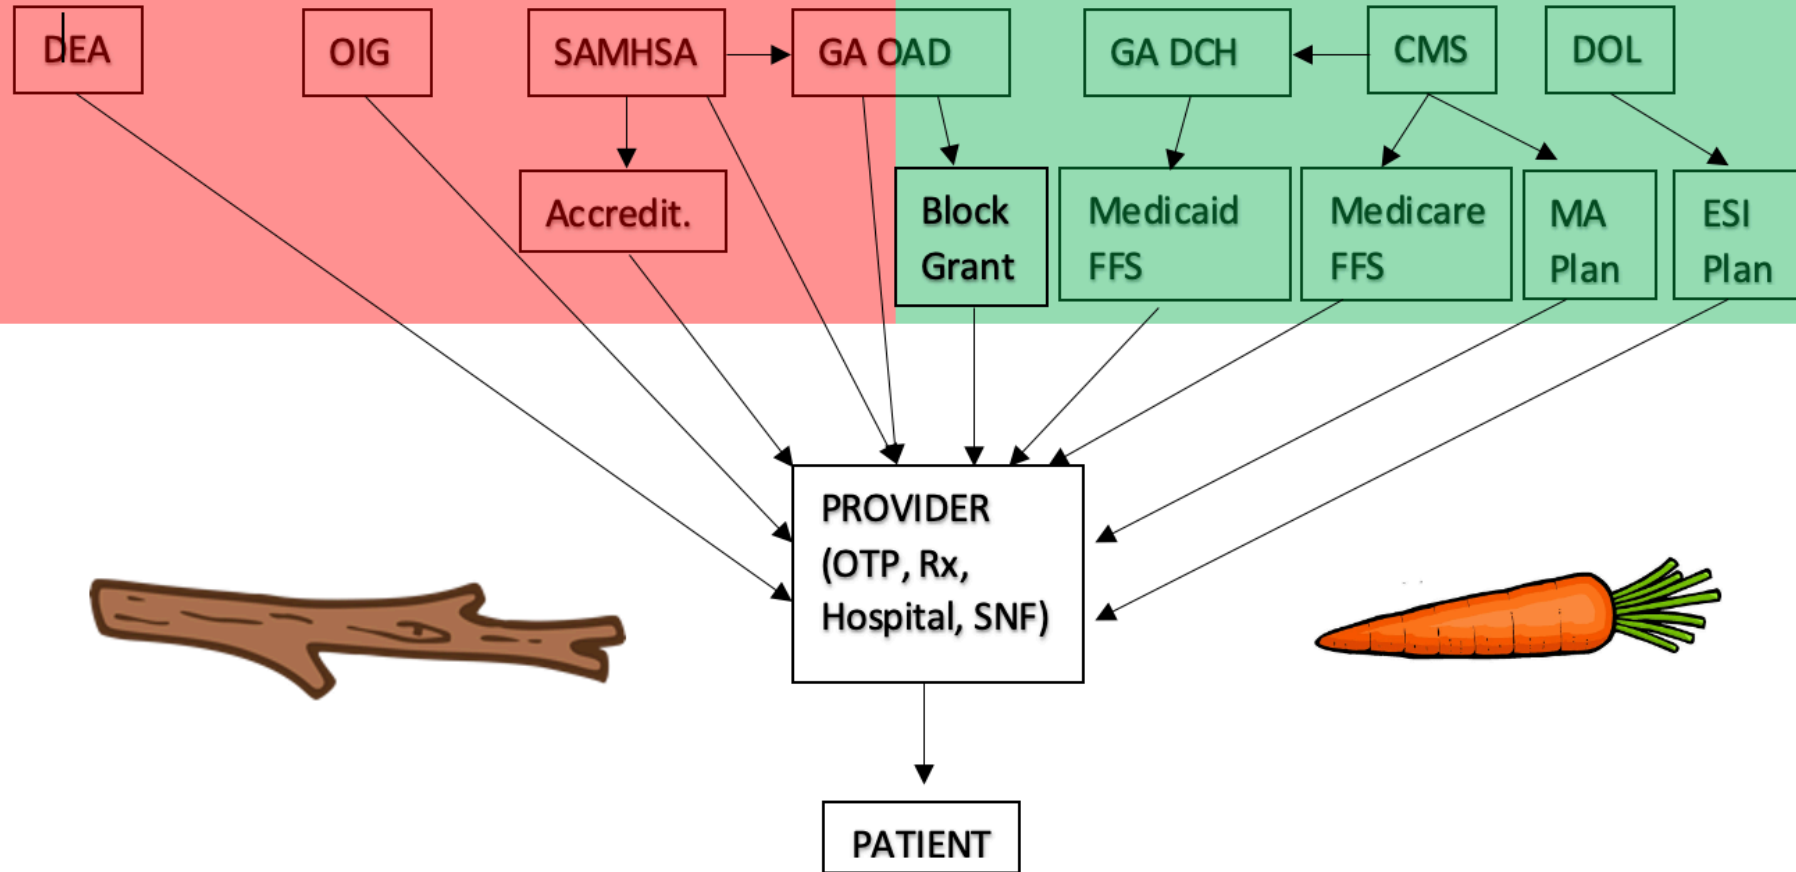 DEA
OIG
SAMHSA
GA OAD
GA DCH
CMS
DOL
Accredit.
Block
Grant
Medicaid
FFS
Medicare
FFS
MA
Plan
ESI
Plan
PROVIDER
(OTP, Rx,
Hospital, SNF)
PATIENT